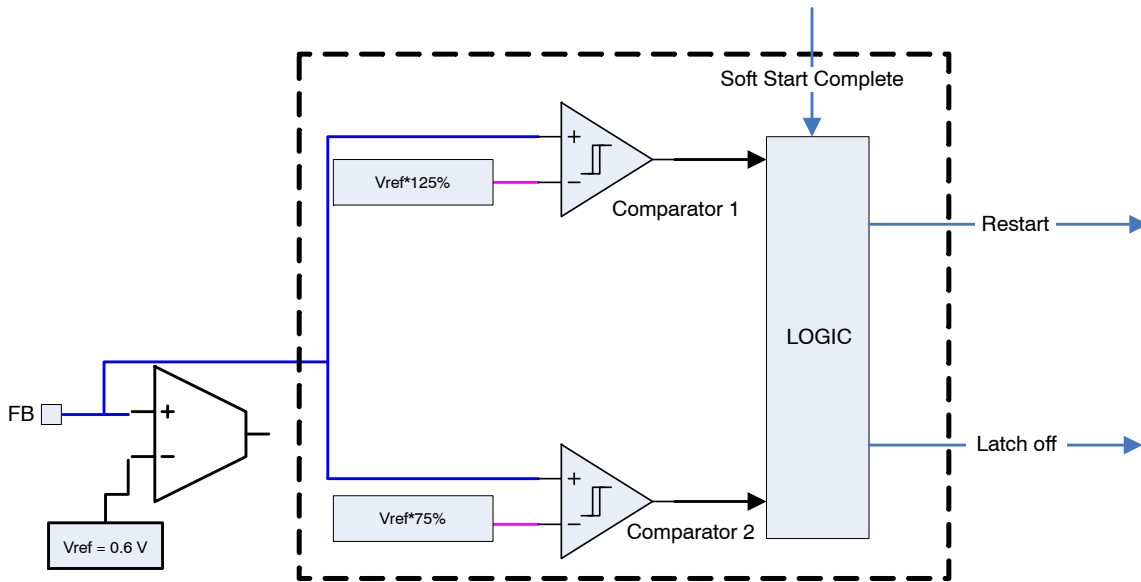 Soft Start Complete
+
Vref*125%
−
Comparator 1
Restart
LOGIC
FB
+
−
Latch off
+
Vref*75%
−
Comparator 2
Vref = 0.6 V